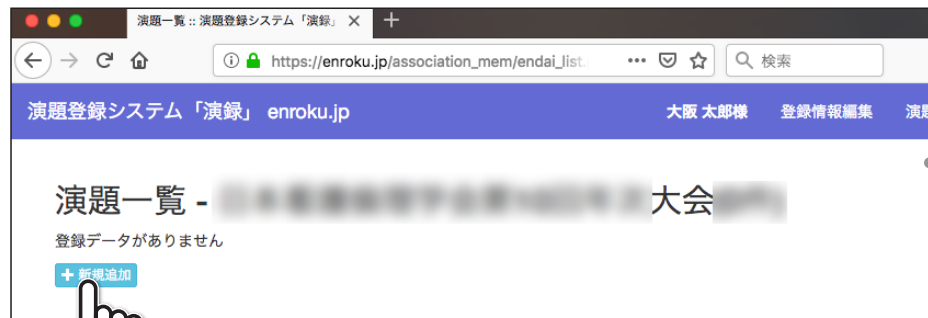 演題一覧 :: 演題登録システム「演録」
https://enroku.jp/association_mem/endai_list.
検索
演題登録システム「演録」 enroku.jp 大阪 太郎様 登録情報編集 演題
演題一覧 - 大会
登録データがありません
新規追加